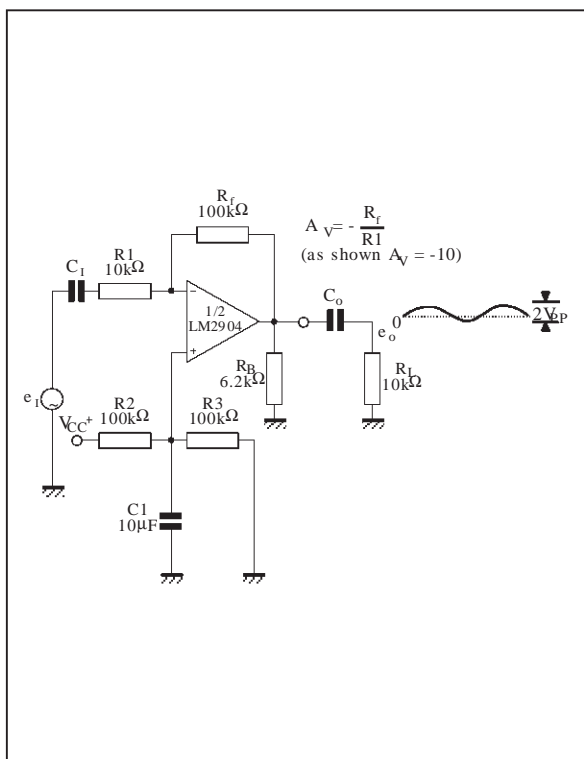 Rf
100kΩ
AV = - Rf
R1
(as shown AV = -10)
R1
10kΩ
CI
-
1/2
LM2904
+
Co
eo
0
2VPP
RB
6.2kΩ
RL
10kΩ
eI
~
VCC+
R2
100kΩ
R3
100kΩ
C1
10µF